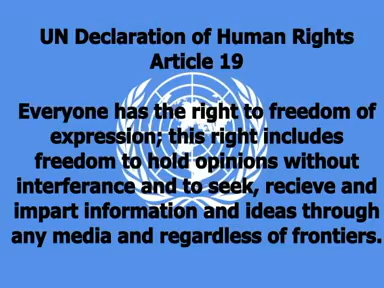 UN Declaration of Human Rights
Article 19
Everyone has the right to freedom of
expression; this right includes
freedom to hold opinions without
interferance and to seek, recieve and
impart information and ideas through
any media and regardless of frontiers.